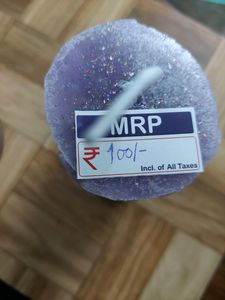 MRP
₹ 100/-
Incl. of All Taxes